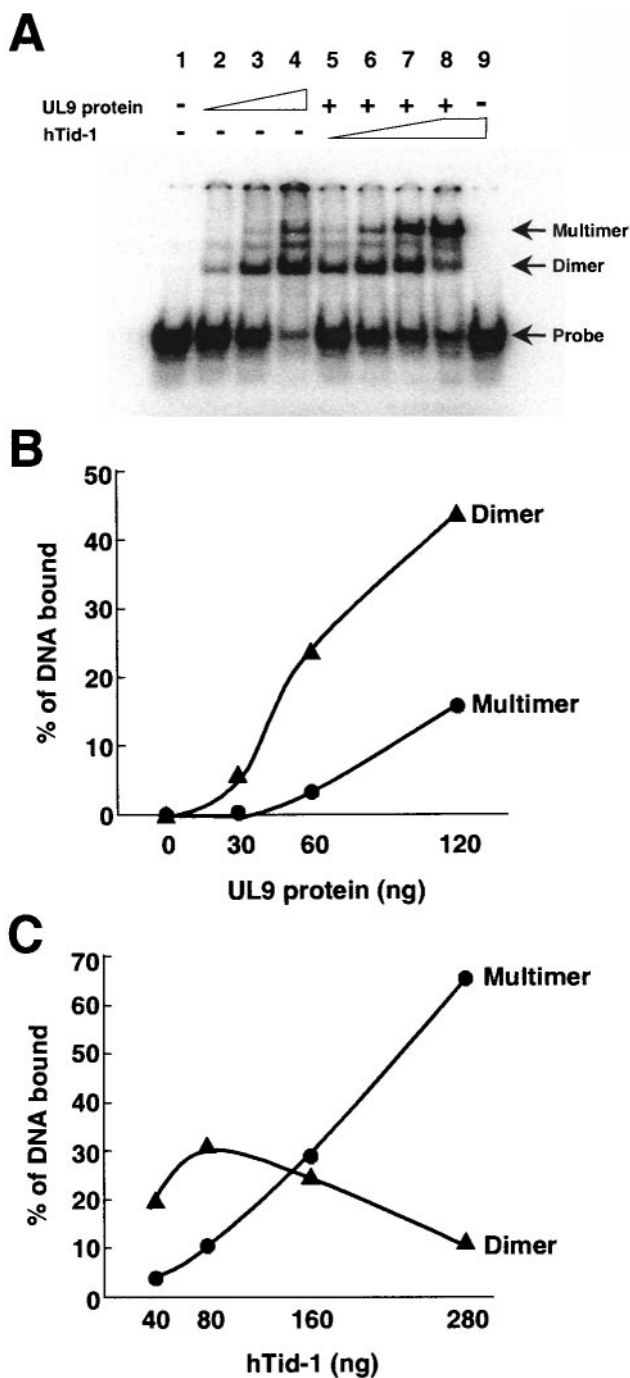 A
1 2 3 4 5 6 7 8 9
UL9 protein - + + + + -
hTid-1 - - - -
Multimer
Dimer
Probe
B
50
40
30
20
10
0
% of DNA bound
Dimer
Multimer
0 30 60 120
UL9 protein (ng)
C
70
60
50
40
30
20
10
0
% of DNA bound
Multimer
Dimer
40 80 160 280
hTid-1 (ng)